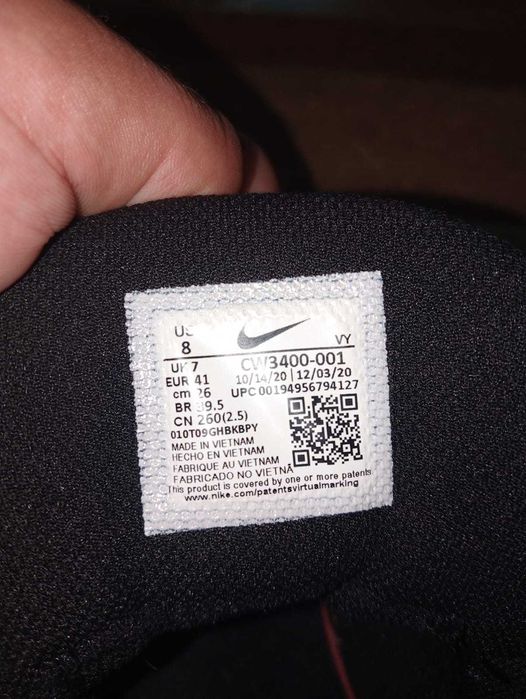 US
8
VY
UK 7
CW3400-001
EUR 41
10/14/20 | 12/03/20
cm 26
UPC 00194956794127
BR 39.5
CN 260(2.5)
010T09GHBKBPY
MADE IN VIETNAM
HECHO EN VIETNAM
FABRIQUE AU VIETNAM
FABRICADO NO VIETNÃ
This product is covered by one or more patents
www.nike.com/patentsvirtualmarking